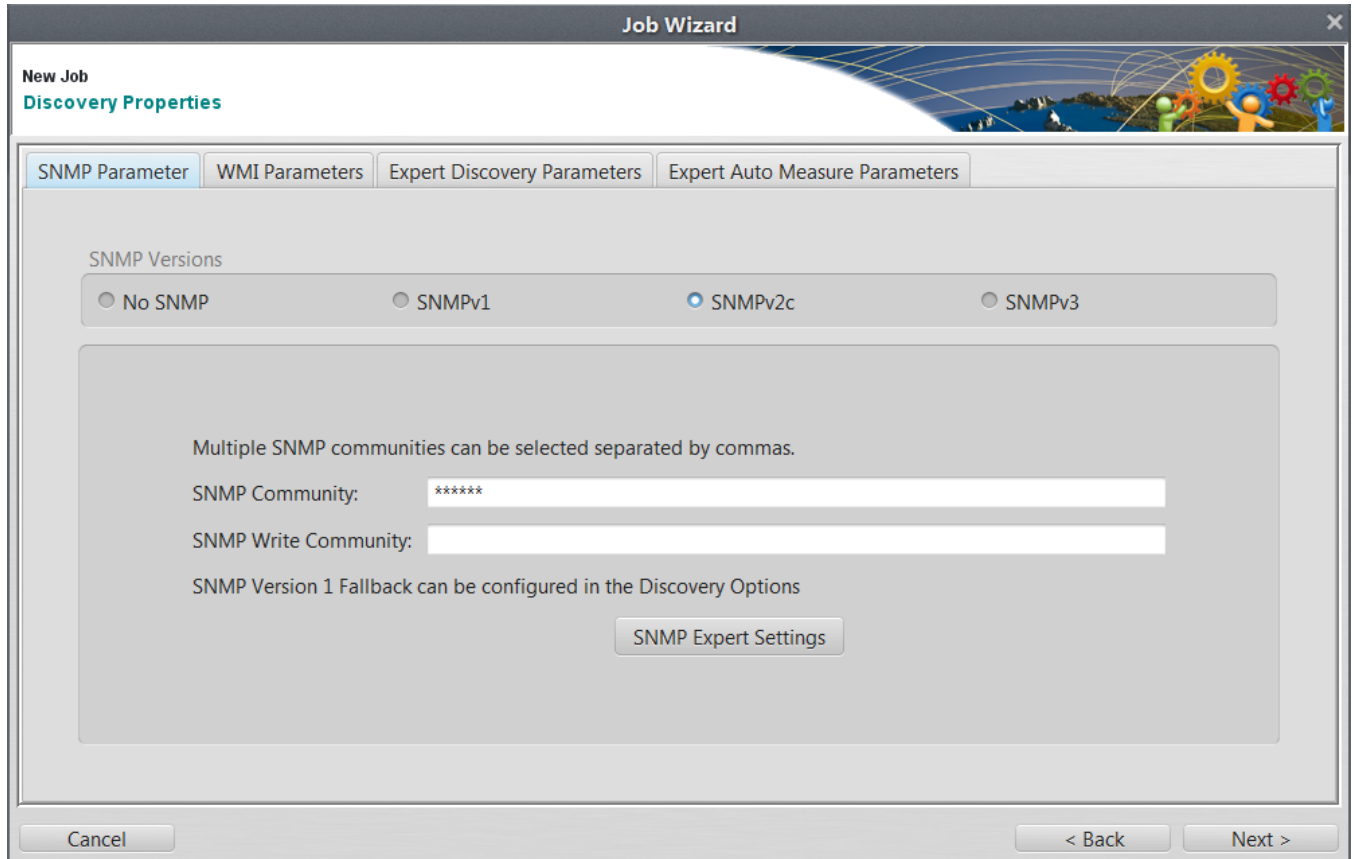 Job Wizard
New Job
Discovery Properties
SNMP Parameter WMI Parameters Expert Discovery Parameters Expert Auto Measure Parameters
SNMP Versions
No SNMP SNMPv1 SNMPv2c SNMPv3
Multiple SNMP communities can be selected separated by commas.
SNMP Community: ******
SNMP Write Community:
SNMP Version 1 Fallback can be configured in the Discovery Options
SNMP Expert Settings
Cancel < Back Next >